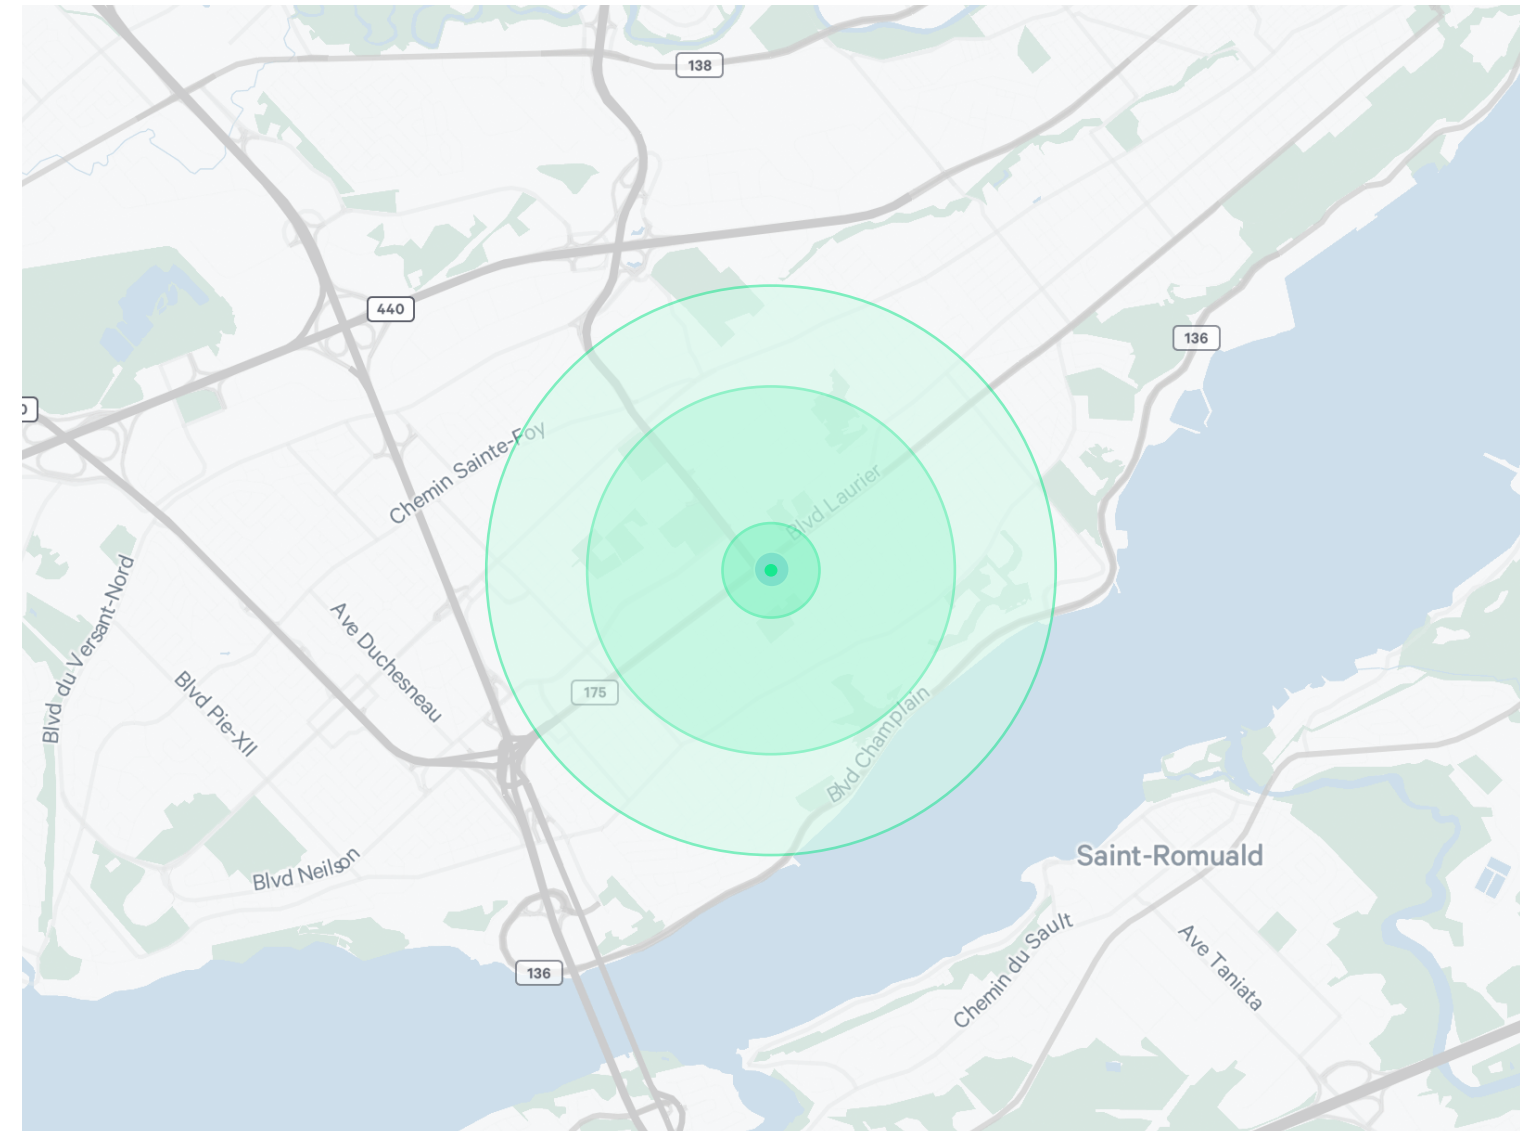 138
440
136
Chemin Sainte-Foy
Blvd Laurier
Blvd du Versant-Nord
Ave Duchesneau
Blvd Pie-XII
175
Blvd Champlain
Saint-Romuald
Blvd Neilson
Chemin du Sault
Ave Taniata
136